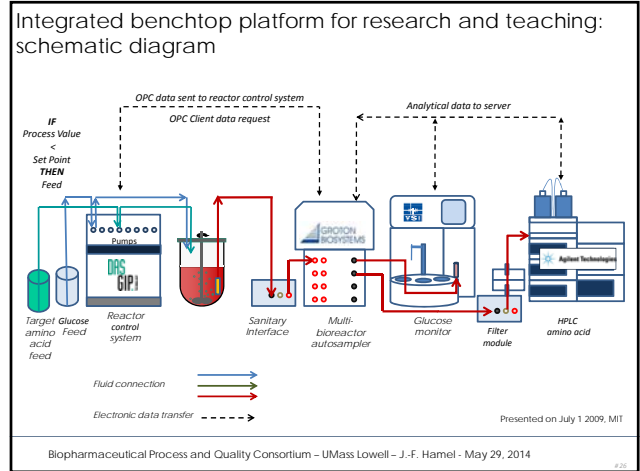 Integrated benchtop platform for research and teaching:
schematic diagram
OPC data sent to reactor control system
OPC Client data request
Analytical data to server
IF
Process Value
<
Set Point
THEN
Feed
Pumps
DAS
GIP
GROTON
BIOSYSTEMS
YSI
Agilent Technologies
Target
amino
acid
feed
Glucose
Feed
Reactor
control
system
Sanitary
Interface
Multi-
bioreactor
autosampler
Glucose
monitor
Filter
module
HPLC
amino acid
Fluid connection
Electronic data transfer
Presented on July 1 2009, MIT
Biopharmaceutical Process and Quality Consortium – UMass Lowell – J.-F. Hamel - May 29, 2014
#26